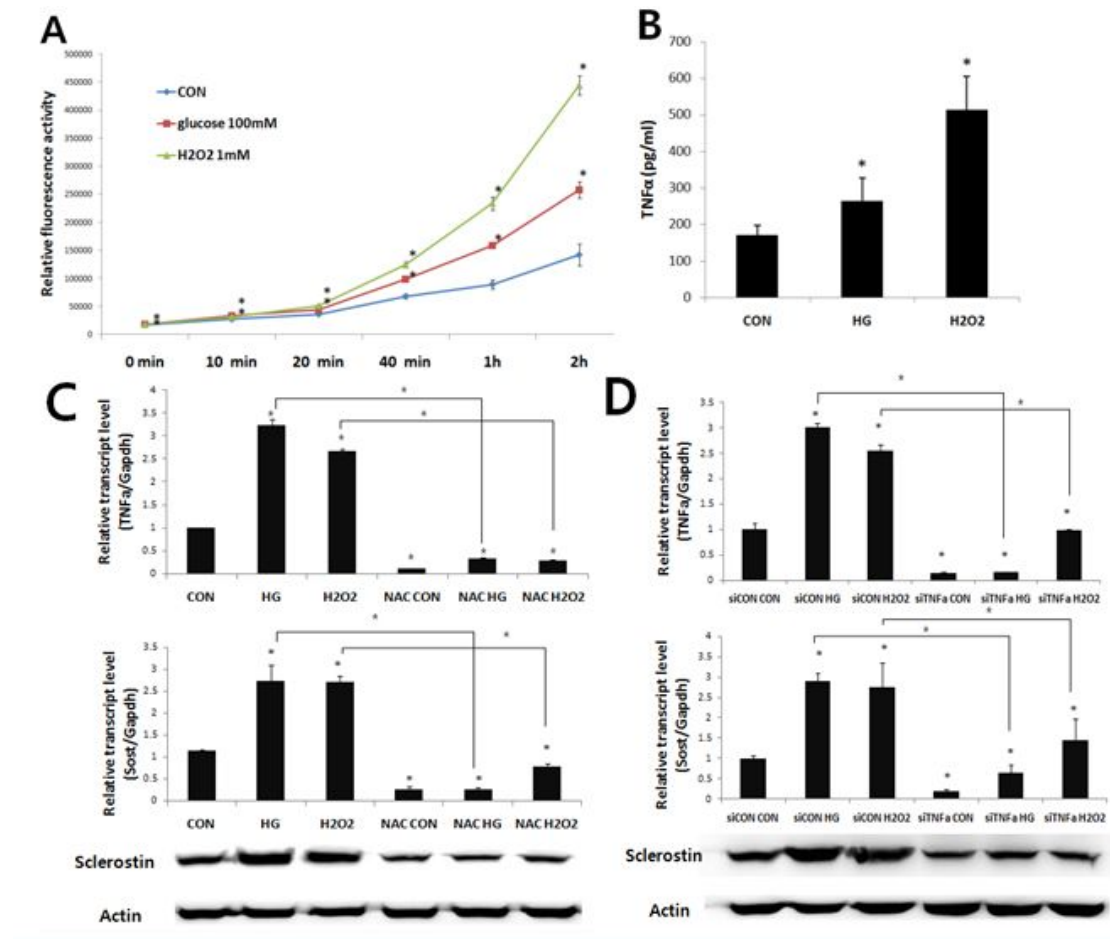 A
500000
450000
400000
350000
300000
250000
200000
150000
100000
50000
0
Relative fluorescence activity
CON
glucose 100mM
H2O2 1mM
* * * * * * * * * * * *
0 min 10 min 20 min 40 min 1h 2h
B
700
600
500
400
300
200
100
0
TNFα (pg/ml)
* *
CON HG H2O2
C
4
3.5
3
2.5
2
1.5
1
0.5
0
Relative transcript level
(TNFa/Gapdh)
* * * * * * *
CON HG H2O2 NAC CON NAC HG NAC H2O2
3.5
3
2.5
2
1.5
1
0.5
0
Relative transcript level
(Sost/Gapdh)
* * * * * * *
CON HG H2O2 NAC CON NAC HG NAC H2O2
Sclerostin
Actin
D
3.5
3
2.5
2
1.5
1
0.5
0
Relative transcript level
(TNFa/Gapdh)
* * * * * * *
siCON CON siCON HG siCON H2O2 siTNFa CON siTNFa HG siTNFa H2O2
4
3.5
3
2.5
2
1.5
1
0.5
0
Relative transcript level
(Sost/Gapdh)
* * * * * * *
siCON CON siCON HG siCON H2O2 siTNFa CON siTNFa HG siTNFa H2O2
Sclerostin
Actin